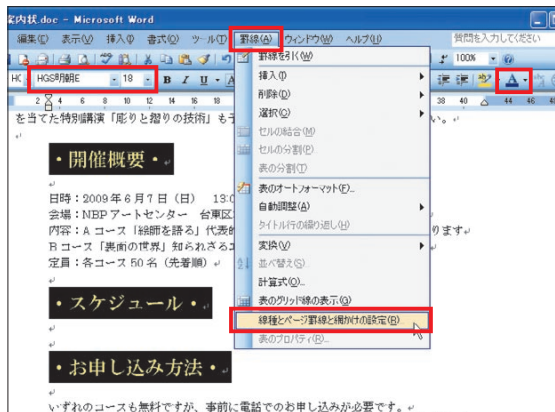 案内状.doc - Microsoft Word
編集(E) 表示(V) 挿入(I) 書式(O) ツール(T) 罫線(A) ウィンドウ(W) ヘルプ(H) 質問を入力してください
HGS明朝E 18 B I U A 100%
2 4 6 8 10 12 14 16 18 38 40 44 46
罫線を引く(W)
挿入(I)
削除(D)
選択(C)
セルの結合(M)
セルの分割(P)
表の分割(T)
表のオートフォーマット(F)...
自動調整(A)
タイトル行の繰り返し(H)
変換(V)
並べ替え(S)...
計算式(O)...
表のグリッド線の表示(G)
線種とページ罫線と網かけの設定(B)
表のプロパティ(R)...
を当てた特別講演「彫りと摺りの技術」も い。
・開催概要・
日時：2009年6月7日（日） 13:0
会場：NBPアートセンター 台東区
内容：Aコース「絵師を語る」代表的 ります
Bコース「裏面の世界」知られざる
定員：各コース50名（先着順）
・スケジュール・
・お申し込み方法・
いずれのコースも無料ですが、事前に電話でのお申し込みが必要です。